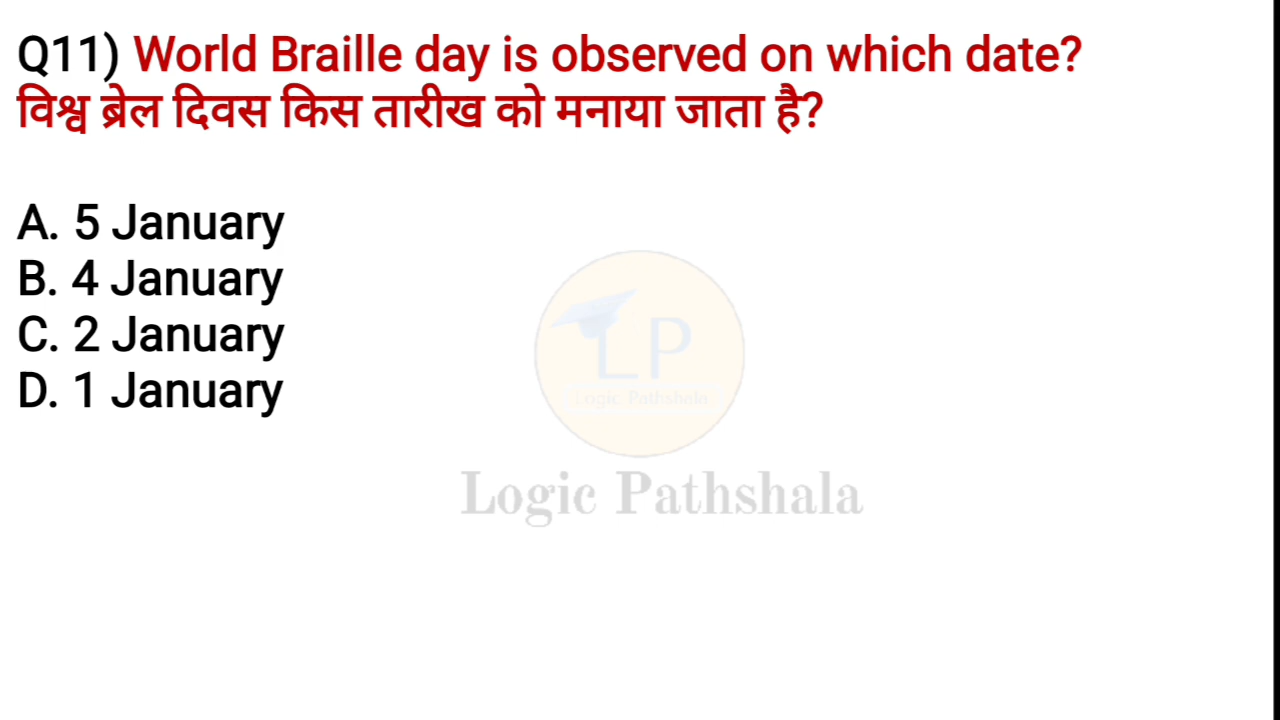 Q11) World Braille day is observed on which date?
विश्व ब्रेल दिवस किस तारीख को मनाया जाता है?
A. 5 January
B. 4 January
C. 2 January
D. 1 January
LP
Logic Pathshala
Logic Pathshala